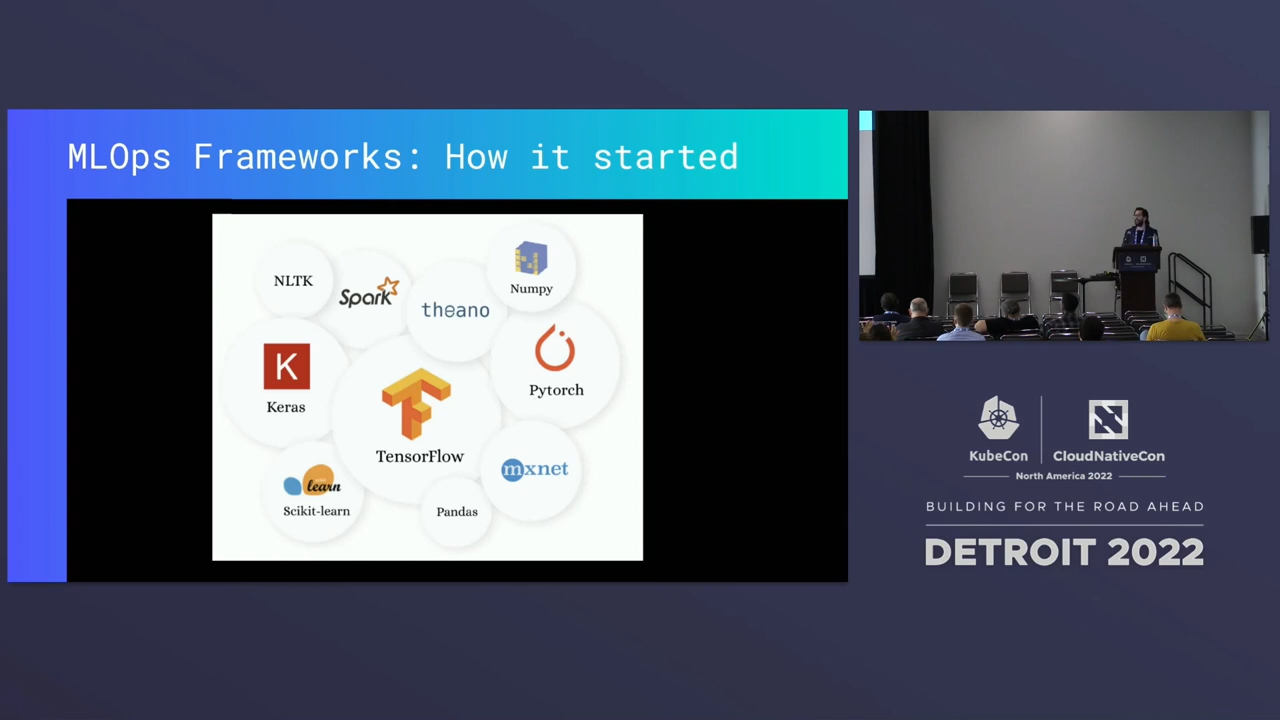 MLOps Frameworks: How it started
NLTK
Spark
theano
Numpy
K
Keras
TensorFlow
Pytorch
mxnet
learn
Scikit-learn
Pandas
KubeCon
CloudNativeCon
North America 2022
BUILDING FOR THE ROAD AHEAD
DETROIT 2022